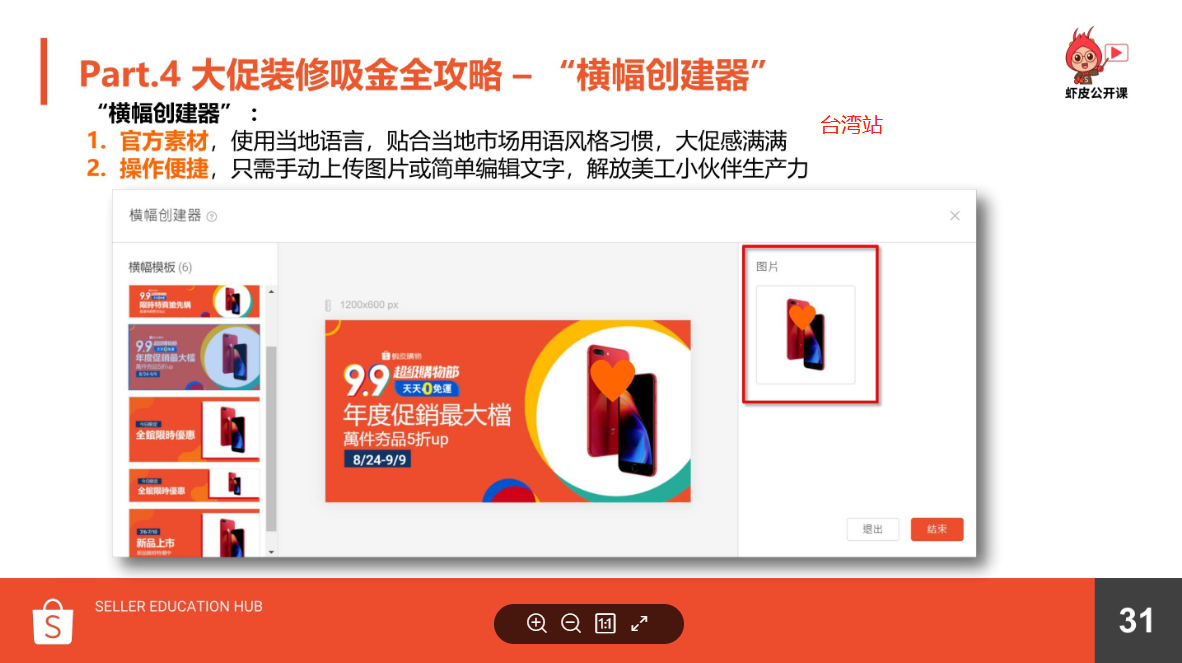 Part.4 大促装修吸金全攻略 – “横幅创建器”
虾皮公开课
“横幅创建器” ：
台湾站
1. 官方素材，使用当地语言，贴合当地市场用语风格习惯，大促感满满
2. 操作便捷，只需手动上传图片或简单编辑文字，解放美工小伙伴生产力
横幅创建器
横幅模板 (6)
9.9
限時特賣搶先購
9.9
年度促銷最大檔
萬件夯品5折up
8/24-9/9
全館限時優惠
全館限時優惠
新品上市
1200x600 px
蝦皮購物
9.9 超級購物節
天天0免運
年度促銷最大檔
萬件夯品5折up
8/24-9/9
图片
退出
结束
S
SELLER EDUCATION HUB
1:1
31